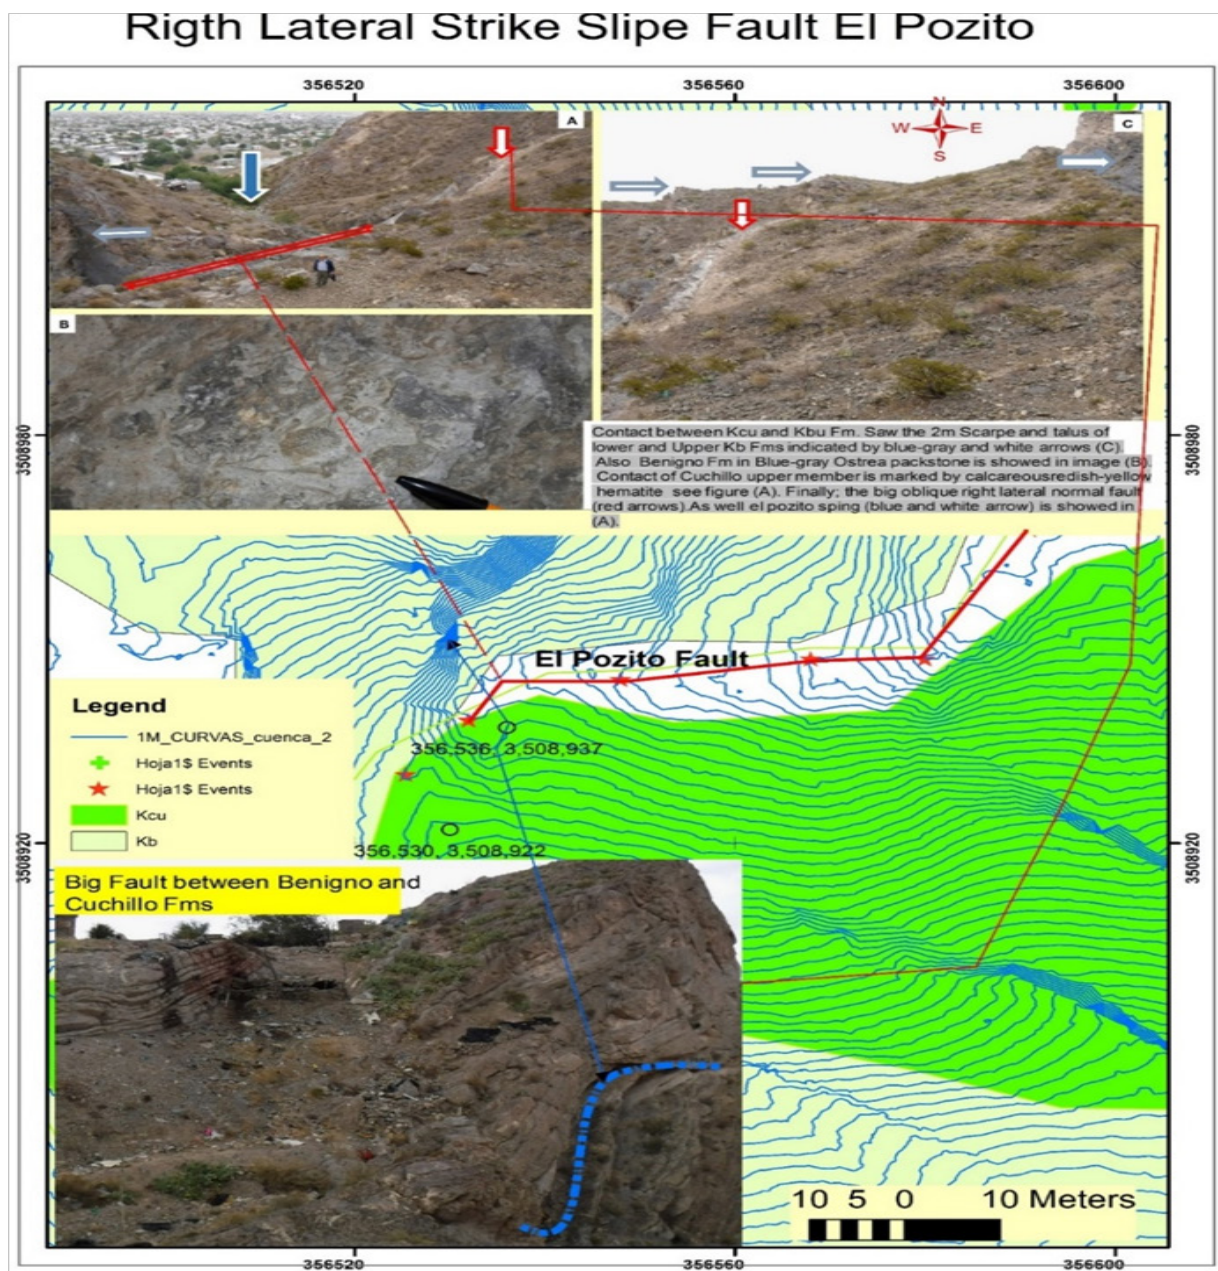 Rigth Lateral Strike Slipe Fault El Pozito
356520 356560 356600
A
C
N
W E
S
B
3508980
3508980
Contact between Kcu and Kbu Fm. Saw the 2m Scarpe and talus of
lower and Upper Kb Fms indicated by blue-gray and white arrows (C).
Also Benigno Fm in Blue-gray Ostrea packstone is showed in image (B).
Contact of Cuchillo upper member is marked by calcareousredish-yellow
hematite see figure (A). Finally; the big oblique right lateral normal fault
(red arrows).As well el pozito sping (blue and white arrow) is showed in
(A).
El Pozito Fault
Legend
1M_CURVAS_cuenca_2
Hoja1$ Events
Hoja1$ Events
Kcu
Kb
356,536, 3,508,937
356,530, 3,508,922
3508920
3508920
Big Fault between Benigno and
Cuchillo Fms
10 5 0 10 Meters
356520 356560 356600